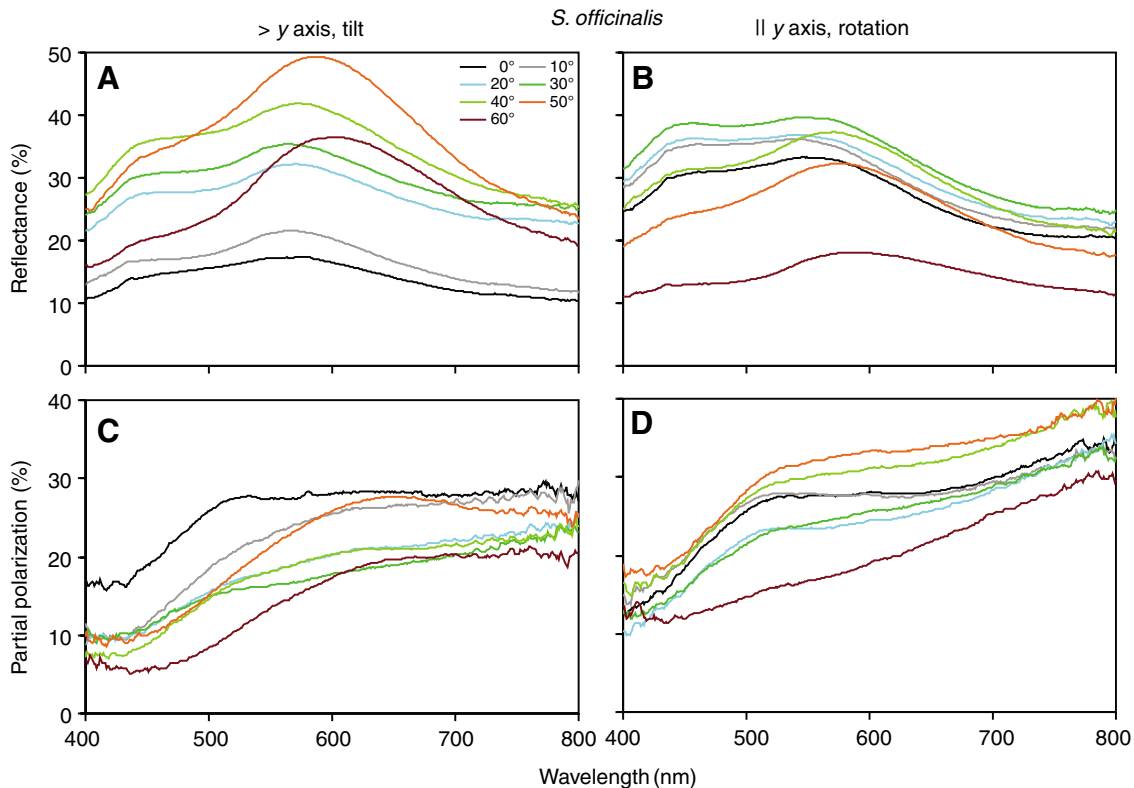 S. officinalis
> y axis, tilt
|| y axis, rotation
A
B
0° 10°
20° 30°
40° 50°
60°
50
40
30
20
10
0
Reflectance (%)
C
D
40
30
20
10
0
Partial polarization (%)
400 500 600 700 800
400 500 600 700 800
Wavelength (nm)